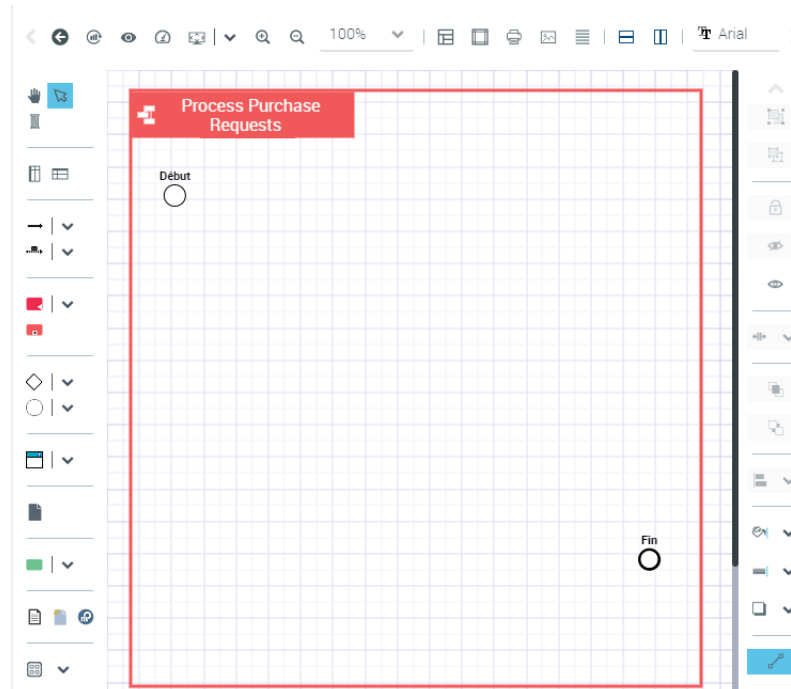 100%
Arial
Process Purchase
Requests
Début
Fin